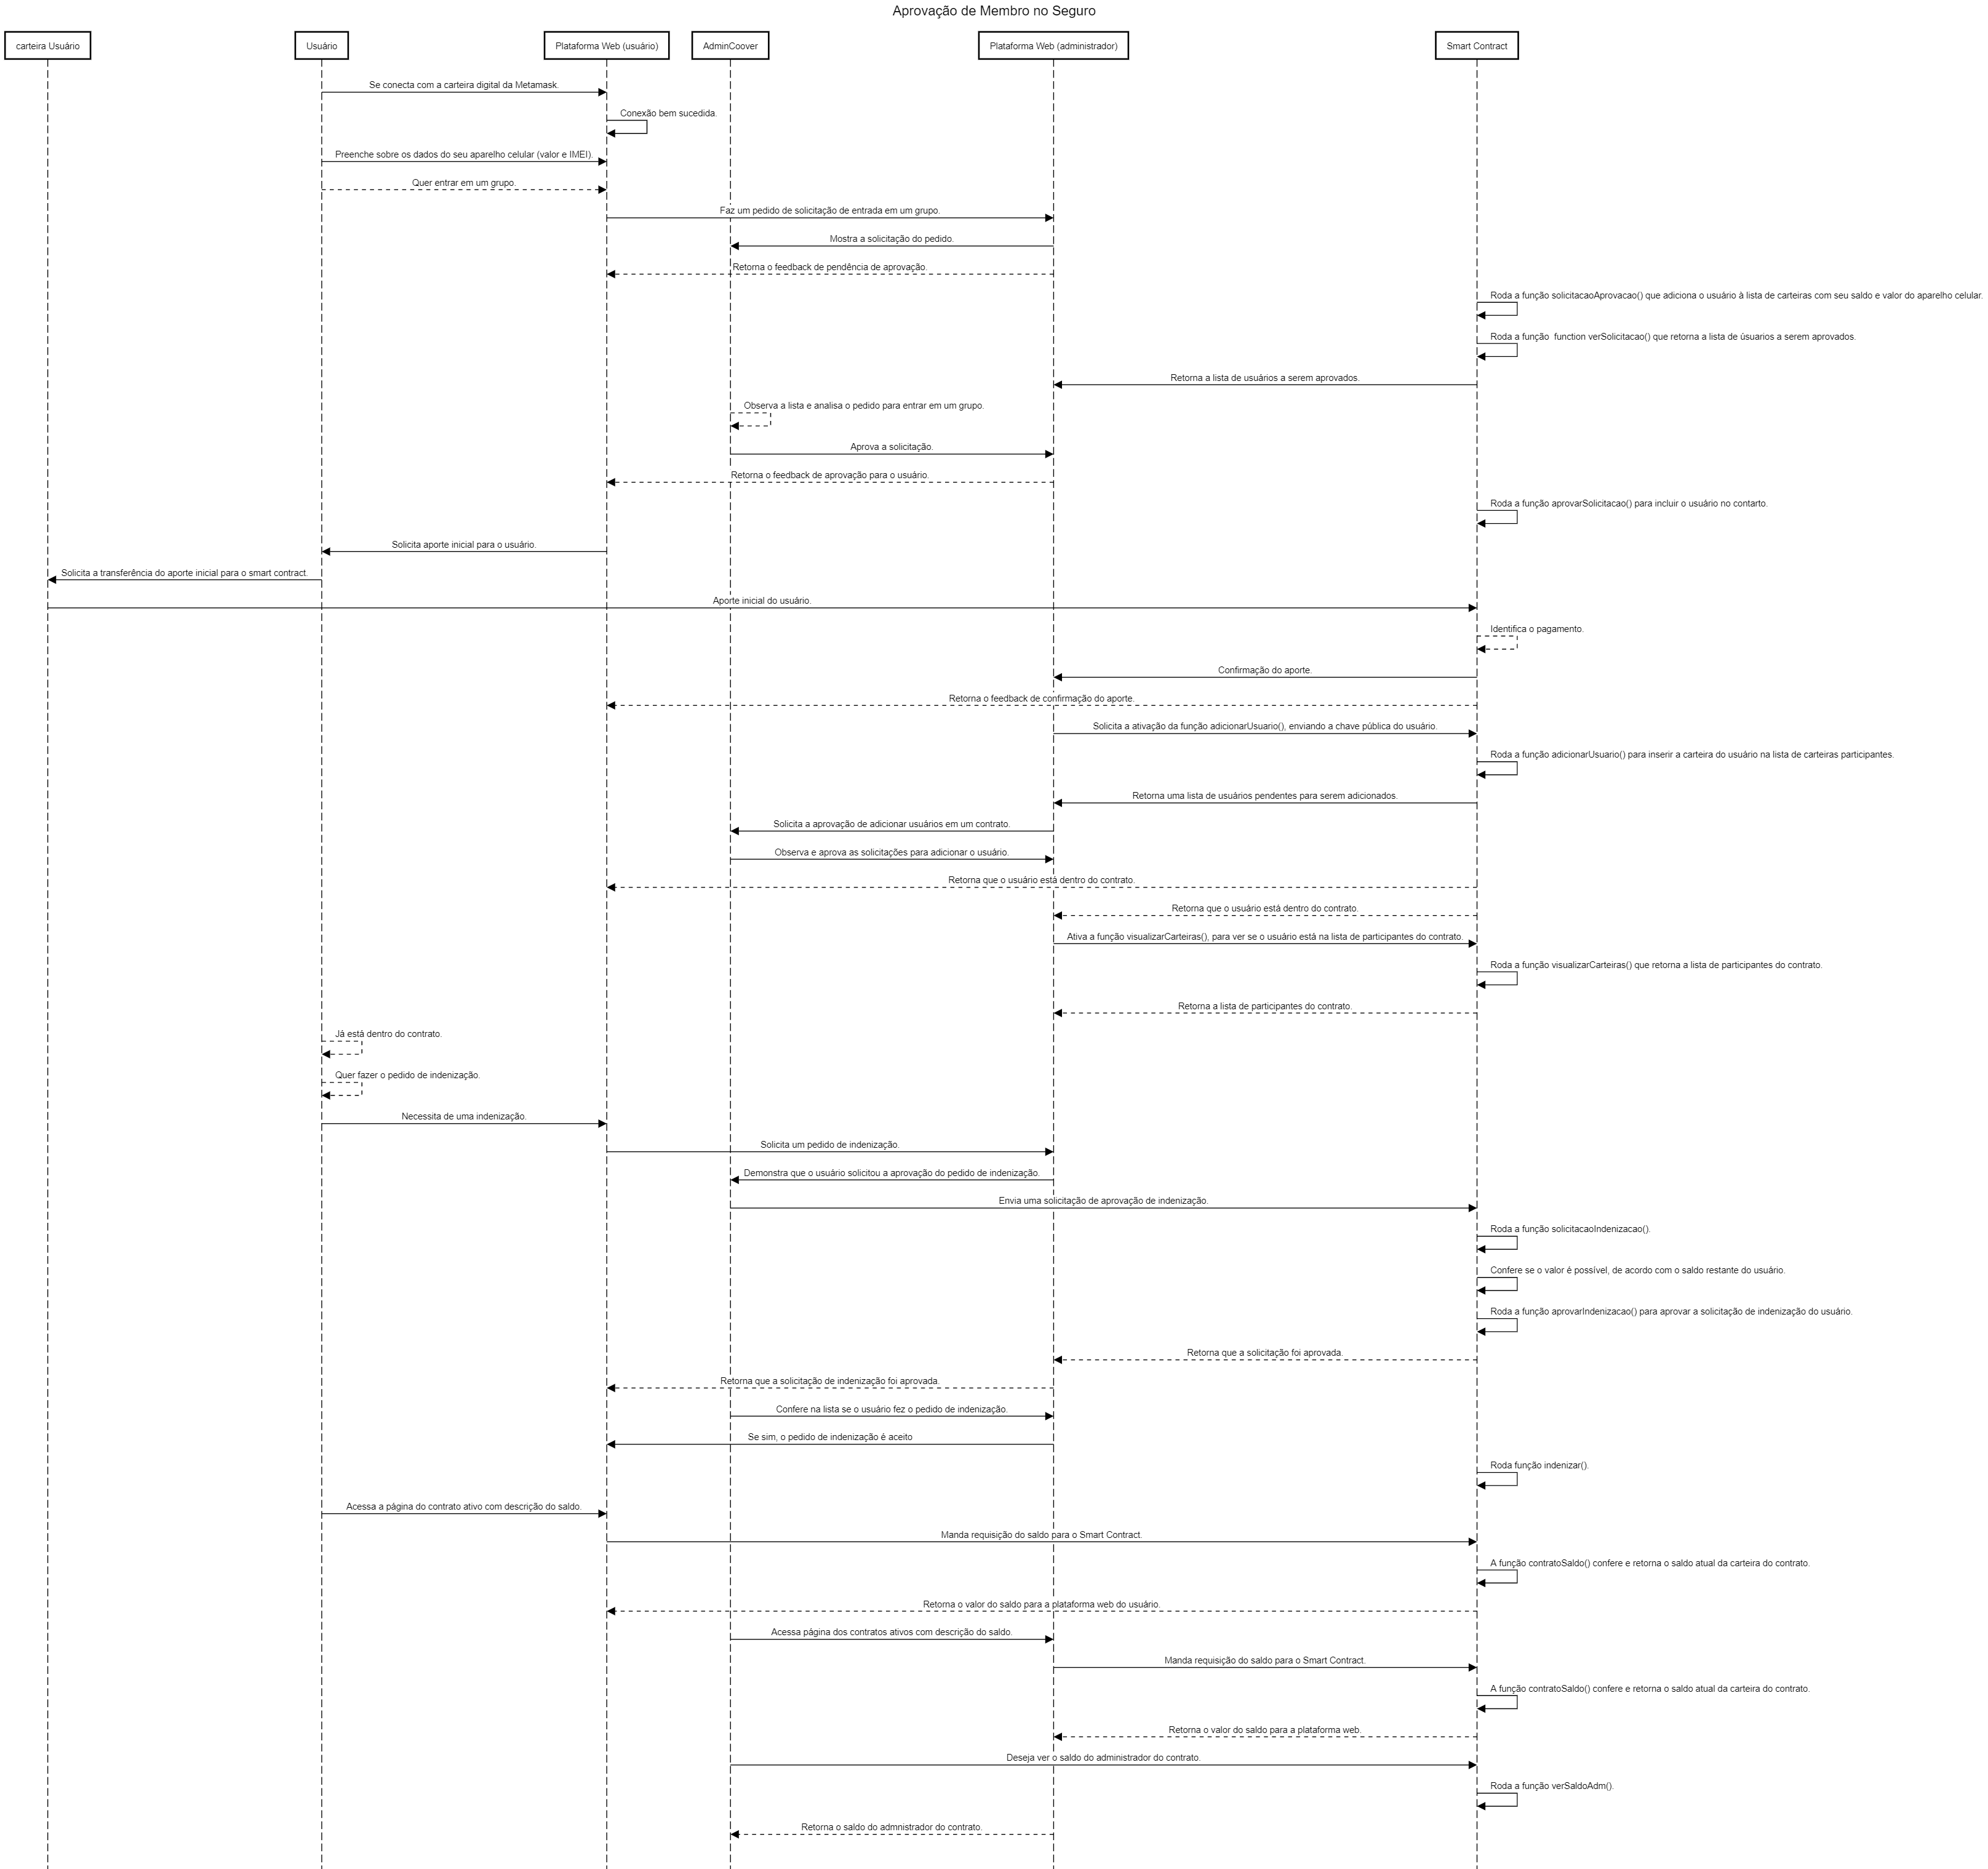 Aprovação de Membro no Seguro
carteira Usuário
Usuário
Plataforma Web (usuário)
AdminCoover
Plataforma Web (administrador)
Smart Contract
Se conecta com a carteira digital da Metamask.
Conexão bem sucedida.
Preenche sobre os dados do seu aparelho celular (valor e IMEI).
Quer entrar em um grupo.
Faz um pedido de solicitação de entrada em um grupo.
Mostra a solicitação do pedido.
Retorna o feedback de pendência de aprovação.
Roda a função solicitacaoAprovacao() que adiciona o usuário à lista de carteiras com seu saldo e valor do aparelho celular.
Roda a função  function verSolicitacao() que retorna a lista de úsuarios a serem aprovados.
Retorna a lista de usuários a serem aprovados.
Observa a lista e analisa o pedido para entrar em um grupo.
Aprova a solicitação.
Retorna o feedback de aprovação para o usuário.
Roda a função aprovarSolicitacao() para incluir o usuário no contarto.
Solicita aporte inicial para o usuário.
Solicita a transferência do aporte inicial para o smart contract.
Aporte inicial do usuário.
Identifica o pagamento.
Confirmação do aporte.
Retorna o feedback de confirmação do aporte.
Solicita a ativação da função adicionarUsuario(), enviando a chave pública do usuário.
Roda a função adicionarUsuario() para inserir a carteira do usuário na lista de carteiras participantes.
Retorna uma lista de usuários pendentes para serem adicionados.
Solicita a aprovação de adicionar usuários em um contrato.
Observa e aprova as solicitações para adicionar o usuário.
Retorna que o usuário está dentro do contrato.
Retorna que o usuário está dentro do contrato.
Ativa a função visualizarCarteiras(), para ver se o usuário está na lista de participantes do contrato.
Roda a função visualizarCarteiras() que retorna a lista de participantes do contrato.
Retorna a lista de participantes do contrato.
Já está dentro do contrato.
Quer fazer o pedido de indenização.
Necessita de uma indenização.
Solicita um pedido de indenização.
Demonstra que o usuário solicitou a aprovação do pedido de indenização.
Envia uma solicitação de aprovação de indenização.
Roda a função solicitacaoIndenizacao().
Confere se o valor é possível, de acordo com o saldo restante do usuário.
Roda a função aprovarIndenizacao() para aprovar a solicitação de indenização do usuário.
Retorna que a solicitação foi aprovada.
Retorna que a solicitação de indenização foi aprovada.
Confere na lista se o usuário fez o pedido de indenização.
Se sim, o pedido de indenização é aceito
Roda função indenizar().
Acessa a página do contrato ativo com descrição do saldo.
Manda requisição do saldo para o Smart Contract.
A função contratoSaldo() confere e retorna o saldo atual da carteira do contrato.
Retorna o valor do saldo para a plataforma web do usuário.
Acessa página dos contratos ativos com descrição do saldo.
Manda requisição do saldo para o Smart Contract.
A função contratoSaldo() confere e retorna o saldo atual da carteira do contrato.
Retorna o valor do saldo para a plataforma web.
Deseja ver o saldo do administrador do contrato.
Roda a função verSaldoAdm().
Retorna o saldo do admnistrador do contrato.